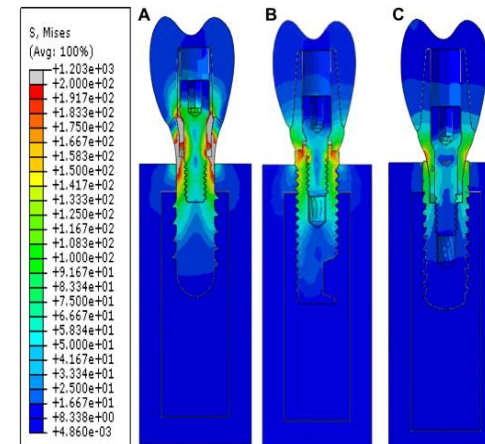 S, Mises
(Avg: 100%)
+1.203e+03
+2.000e+02
+1.917e+02
+1.833e+02
+1.750e+02
+1.667e+02
+1.583e+02
+1.500e+02
+1.417e+02
+1.333e+02
+1.250e+02
+1.167e+02
+1.083e+02
+1.000e+02
+9.167e+01
+8.334e+01
+7.500e+01
+6.667e+01
+5.834e+01
+5.000e+01
+4.167e+01
+3.334e+01
+2.500e+01
+1.667e+01
+8.338e+00
+4.860e-03
A
B
C